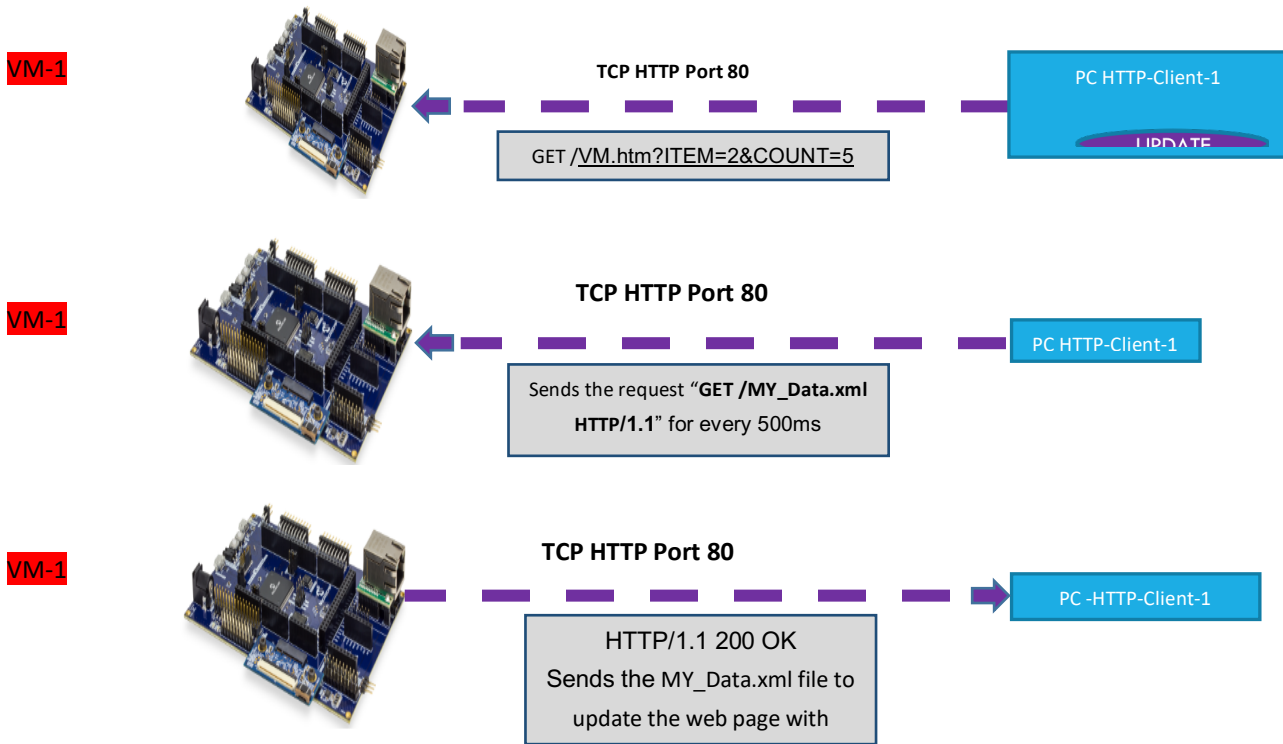 VM-1
TCP HTTP Port 80
PC HTTP-Client-1
UPDATE
GET /VM.htm?ITEM=2&COUNT=5
VM-1
TCP HTTP Port 80
PC HTTP-Client-1
Sends the request “GET /MY_Data.xml
HTTP/1.1” for every 500ms
VM-1
TCP HTTP Port 80
PC -HTTP-Client-1
HTTP/1.1 200 OK
Sends the MY_Data.xml file to
update the web page with